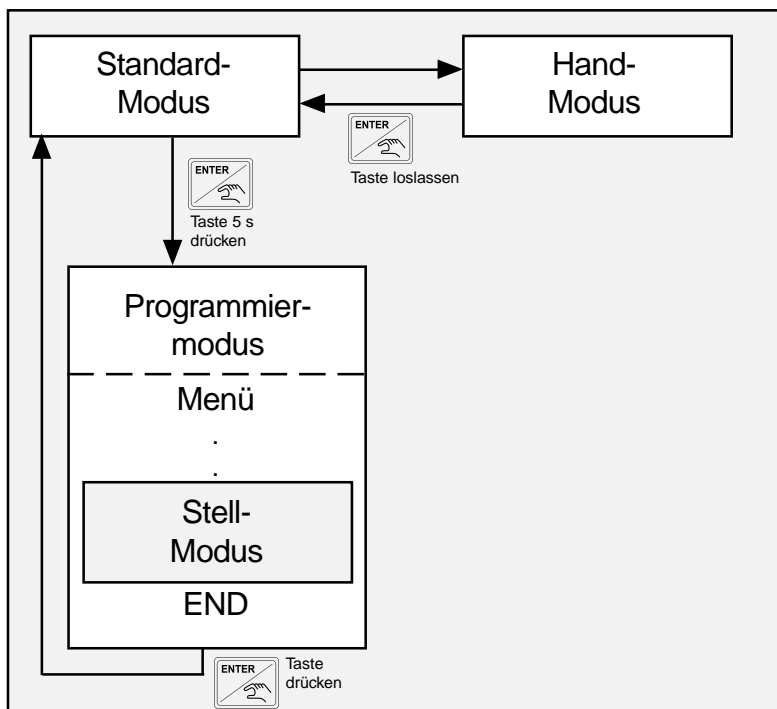 Standard-
Modus
Hand-
Modus
ENTER
Taste loslassen
ENTER
Taste 5 s
drücken
Programmier-
modus
Menü
.
.
Stell-
Modus
END
ENTER
Taste
drücken